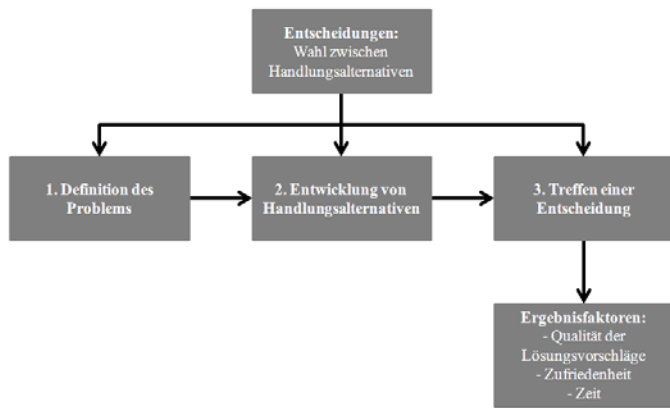 Entscheidungen:
Wahl zwischen
Handlungsalternativen
1. Definition des
Problems
2. Entwicklung von
Handlungsalternativen
3. Treffen einer
Entscheidung
Ergebnisfaktoren:
- Qualität der
Lösungsvorschläge
- Zufriedenheit
- Zeit